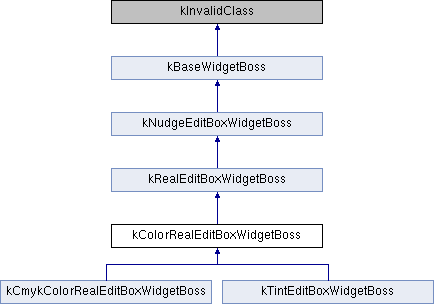 kInvalidClass
kBaseWidgetBoss
kNudgeEditBoxWidgetBoss
kRealEditBoxWidgetBoss
kColorRealEditBoxWidgetBoss
kCmykColorRealEditBoxWidgetBoss
kTintEditBoxWidgetBoss